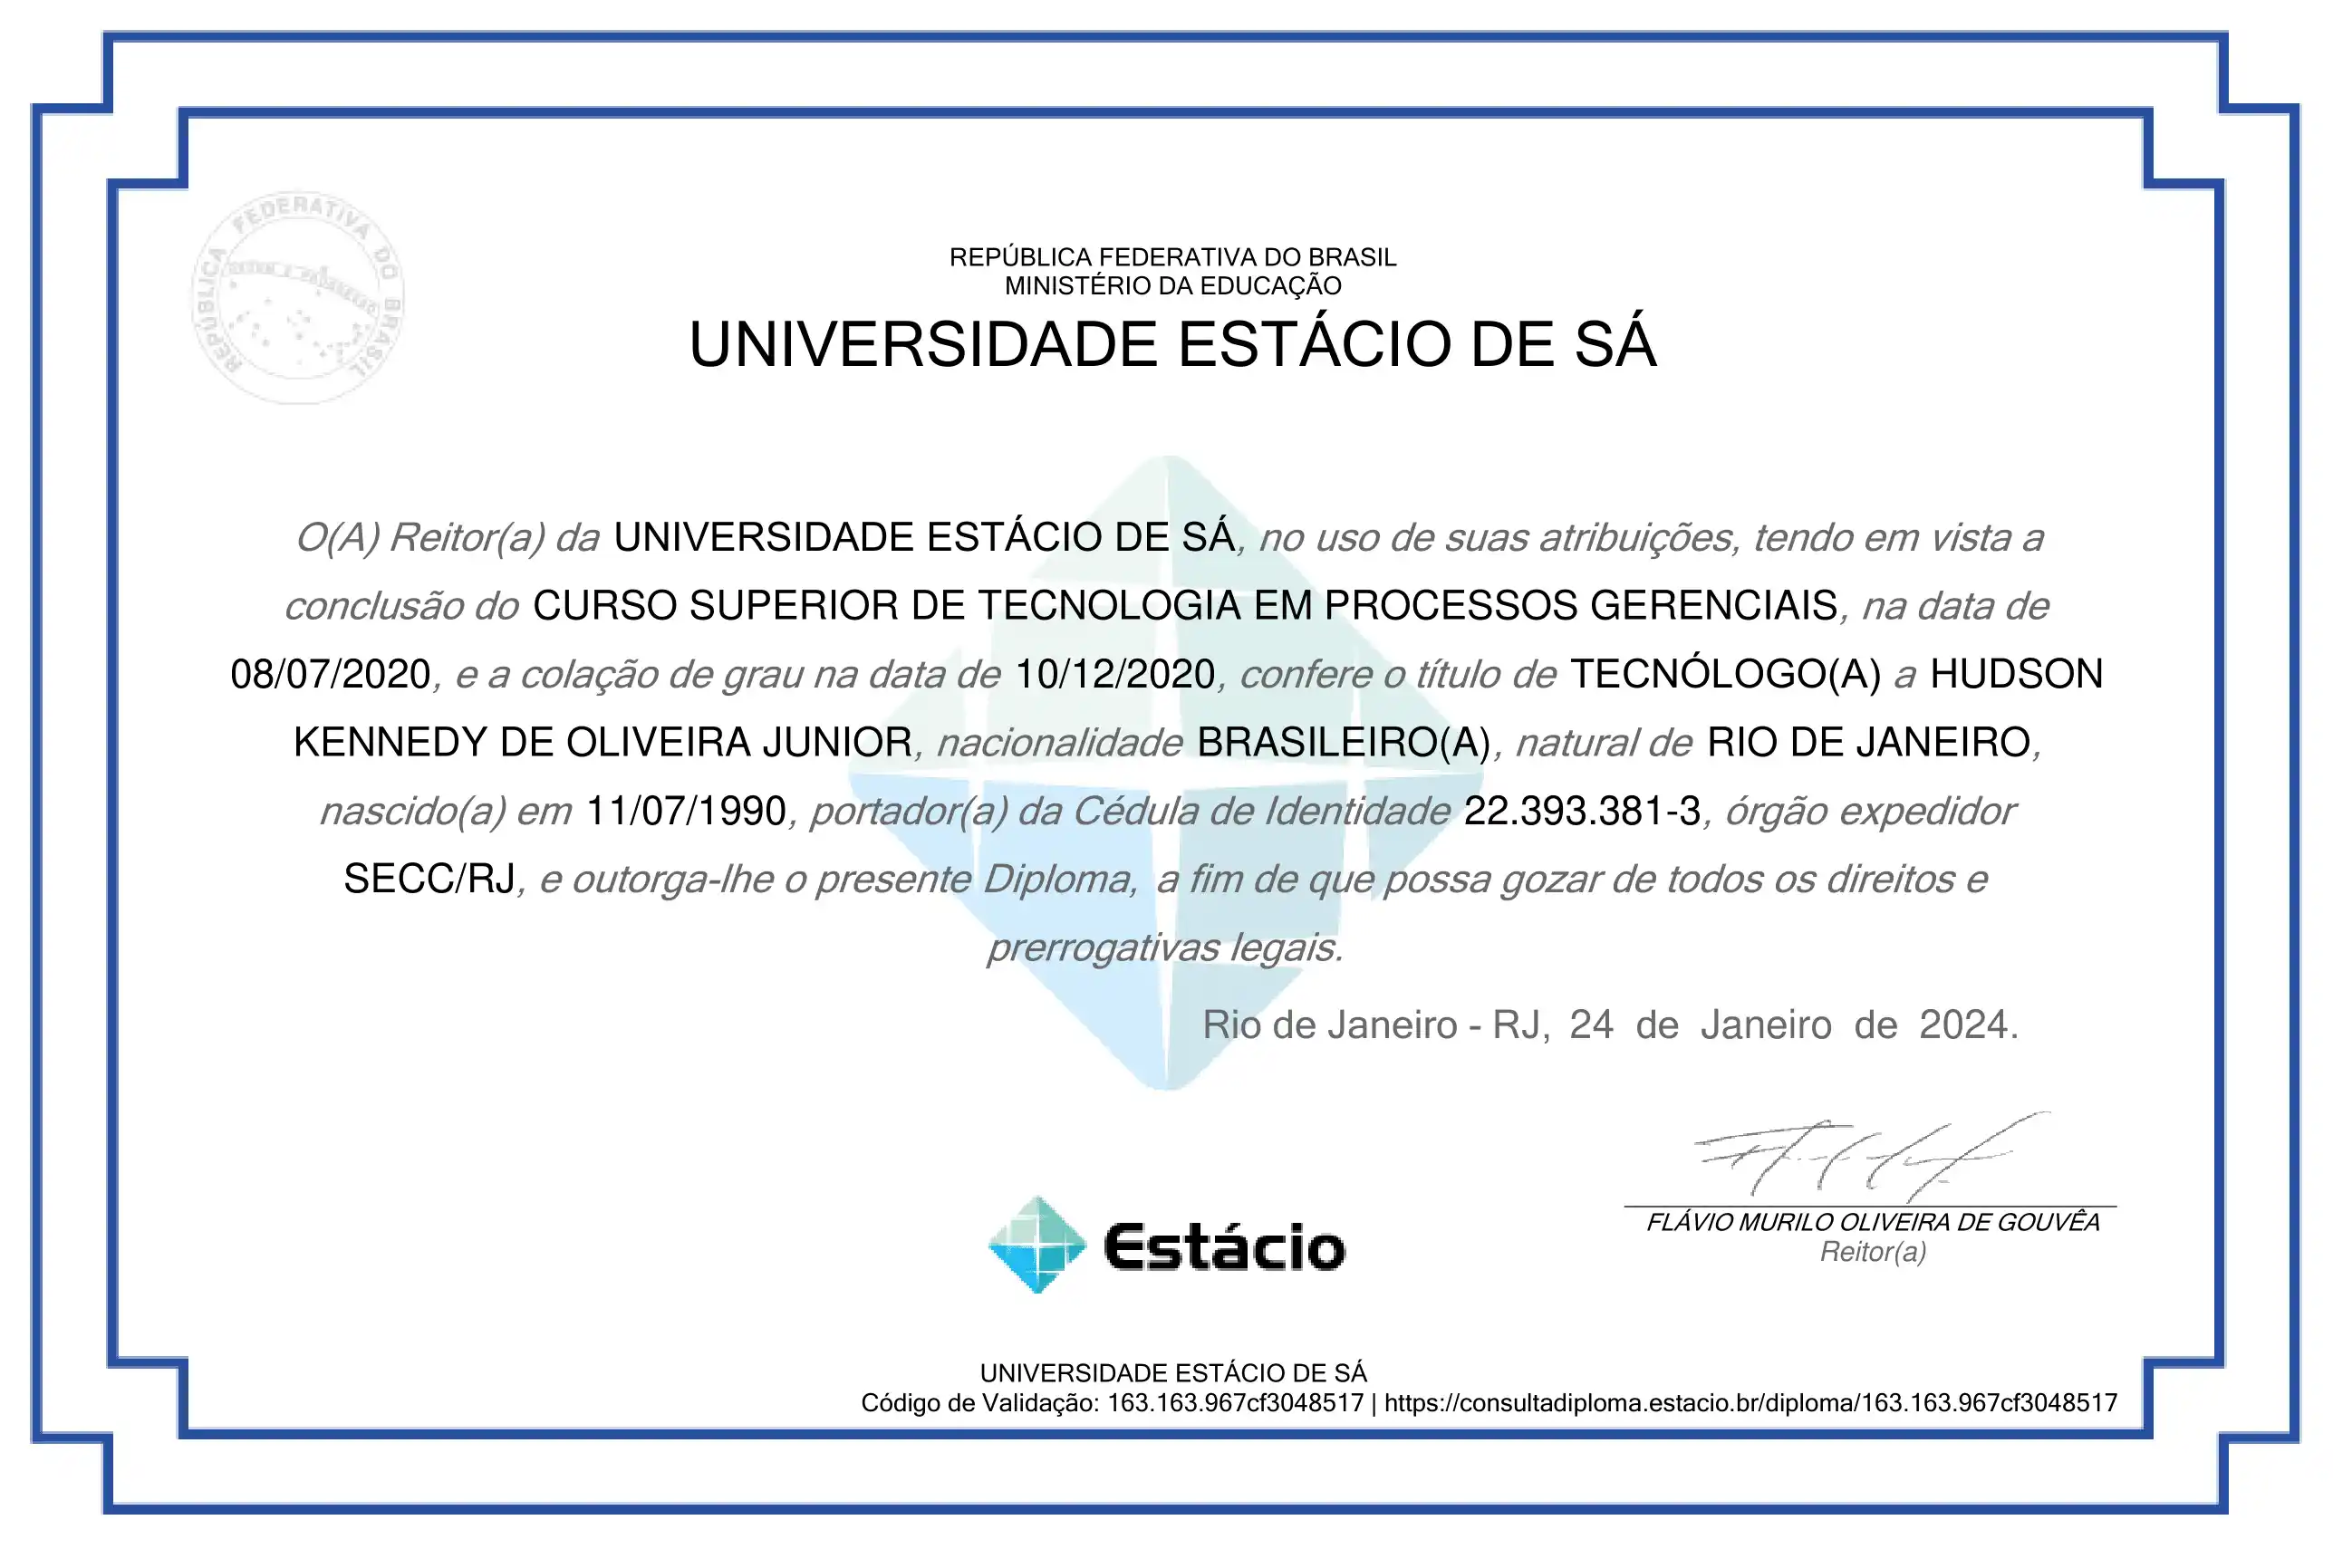 REPÚBLICA FEDERATIVA DO BRASIL
REPÚBLICA FEDERATIVA DO BRASIL
MINISTÉRIO DA EDUCAÇÃO
UNIVERSIDADE ESTÁCIO DE SÁ
O(A) Reitor(a) da UNIVERSIDADE ESTÁCIO DE SÁ, no uso de suas atribuições, tendo em vista a
conclusão do CURSO SUPERIOR DE TECNOLOGIA EM PROCESSOS GERENCIAIS, na data de
08/07/2020, e a colação de grau na data de 10/12/2020, confere o título de TECNÓLOGO(A) a HUDSON
KENNEDY DE OLIVEIRA JUNIOR, nacionalidade BRASILEIRO(A), natural de RIO DE JANEIRO,
nascido(a) em 11/07/1990, portador(a) da Cédula de Identidade 22.393.381-3, órgão expedidor
SECC/RJ, e outorga-lhe o presente Diploma, a fim de que possa gozar de todos os direitos e
prerrogativas legais.
Rio de Janeiro - RJ, 24 de Janeiro de 2024.
FLÁVIO MURILO OLIVEIRA DE GOUVÊA
Reitor(a)
Estácio
UNIVERSIDADE ESTÁCIO DE SÁ
Código de Validação: 163.163.967cf3048517 | https://consultadiploma.estacio.br/diploma/163.163.967cf3048517